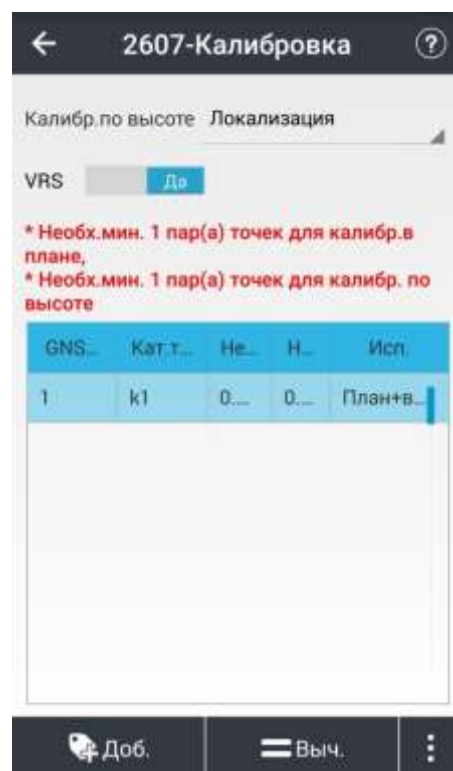 2607-Калибровка ?
Калибр.по высоте Локализация
VRS Да
* Необх.мин. 1 пар(а) точек для калибр.в
плане,
* Необх.мин. 1 пар(а) точек для калибр. по
высоте
GNS... Кат.т... Не... Н... Исп.
1 k1 0.... 0.... План+в...
Доб. Выч.